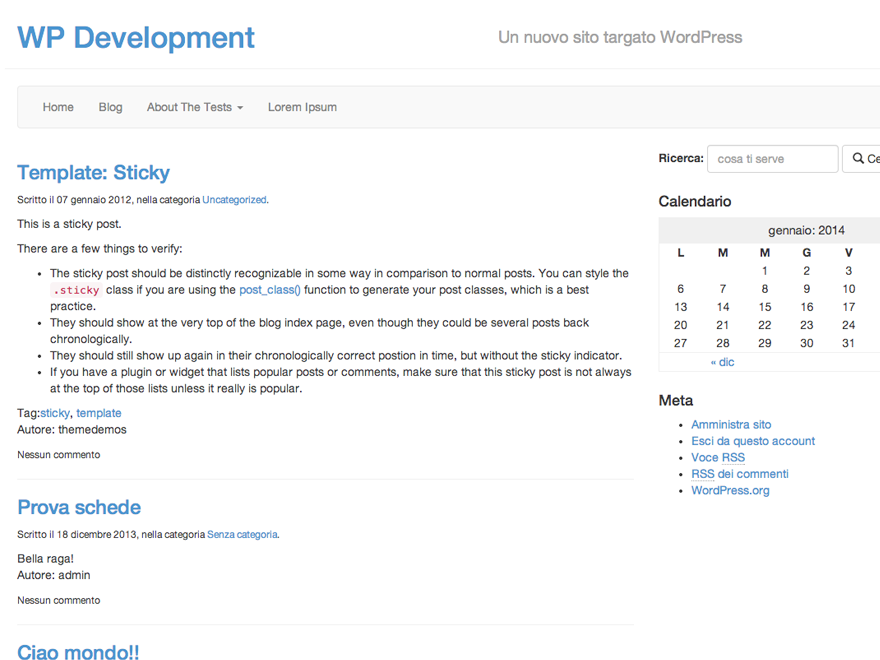 WP Development
Un nuovo sito targato WordPress
Home Blog About The Tests Lorem Ipsum
Template: Sticky
Scritto il 07 gennaio 2012, nella categoria Uncategorized.
This is a sticky post.
There are a few things to verify:
• The sticky post should be distinctly recognizable in some way in comparison to normal posts. You can style the
.sticky class if you are using the post_class() function to generate your post classes, which is a best
practice.
• They should show at the very top of the blog index page, even though they could be several posts back
chronologically.
• They should still show up again in their chronologically correct postion in time, but without the sticky indicator.
• If you have a plugin or widget that lists popular posts or comments, make sure that this sticky post is not always
at the top of those lists unless it really is popular.
Tag:sticky, template
Autore: themedemos
Nessun commento
Prova schede
Scritto il 18 dicembre 2013, nella categoria Senza categoria.
Bella raga!
Autore: admin
Nessun commento
Ciao mondo!!
Ricerca: cosa ti serve Ce
Calendario
gennaio: 2014
L M M G V
1 2 3
6 7 8 9 10
13 14 15 16 17
20 21 22 23 24
27 28 29 30 31
« dic
Meta
• Amministra sito
• Esci da questo account
• Voce RSS
• RSS dei commenti
• WordPress.org